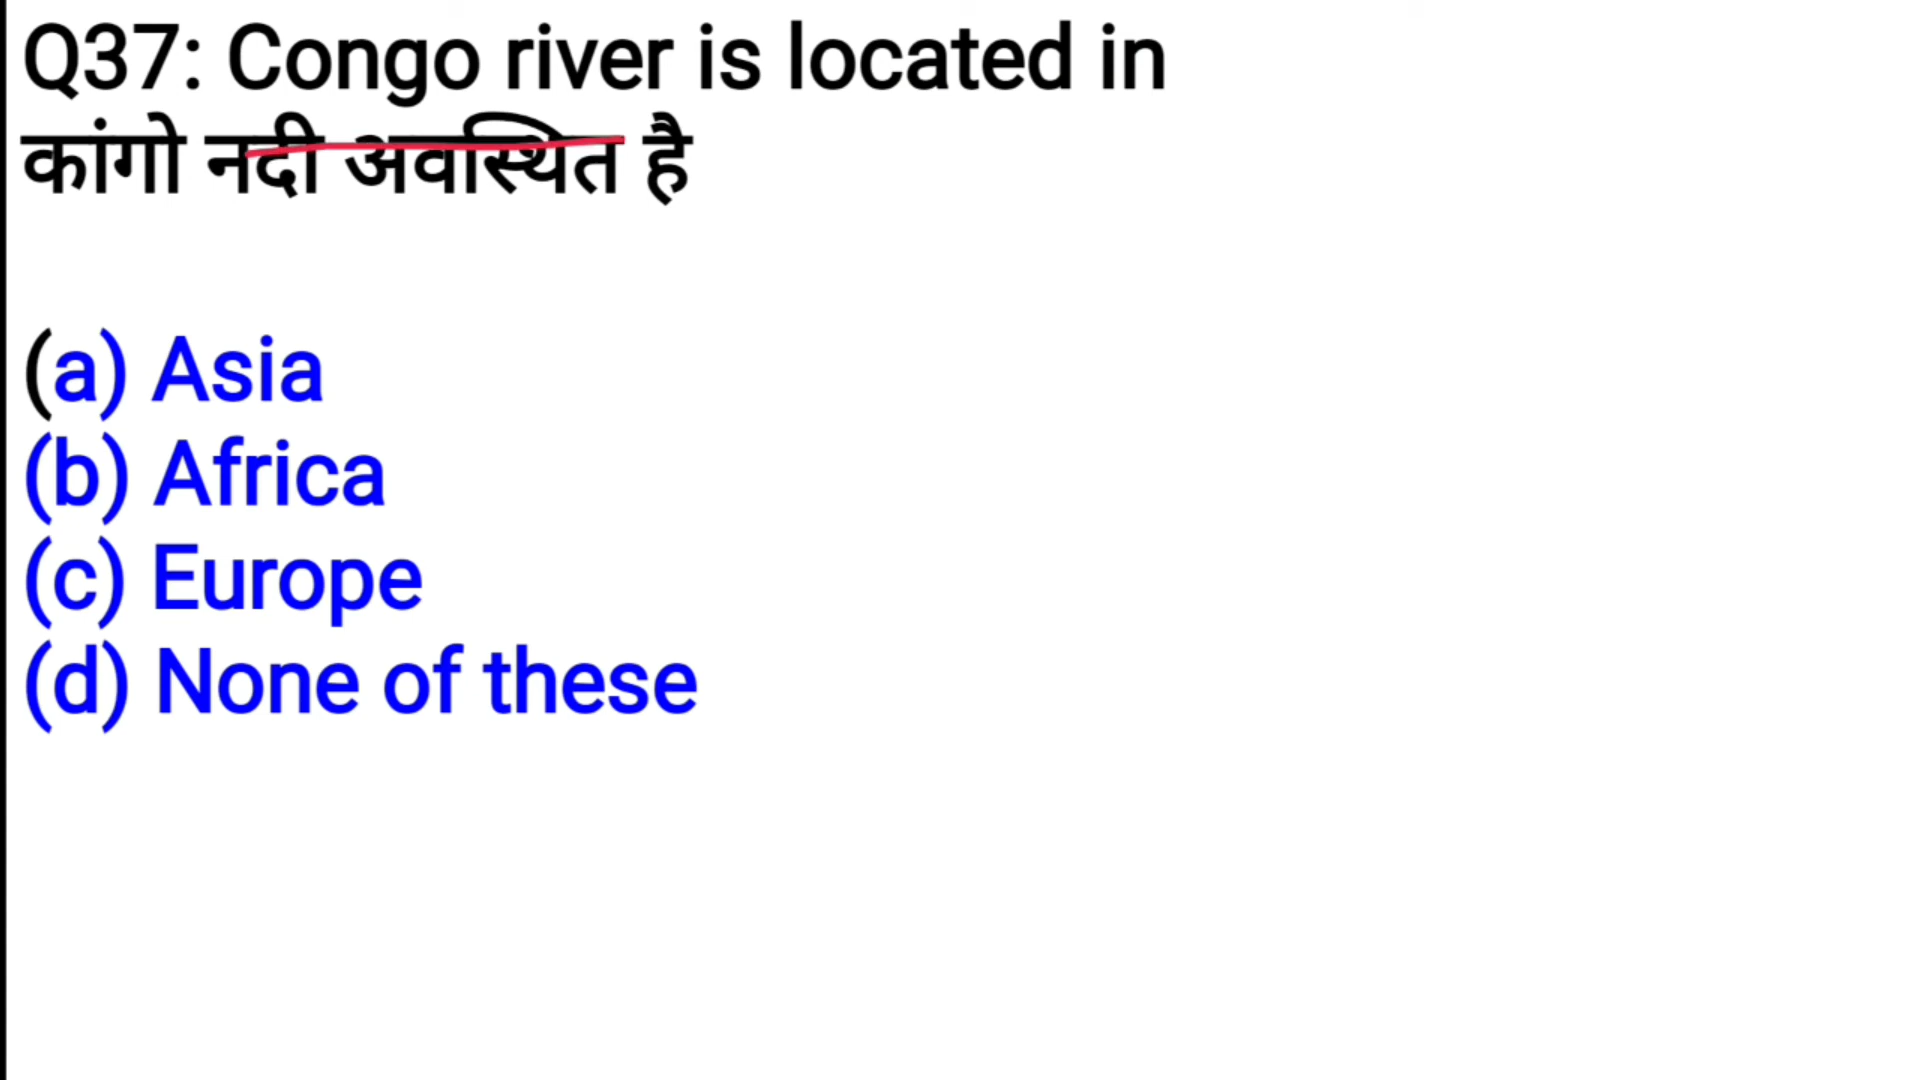 Q37: Congo river is located in
कांगो नदी अवस्थित है
(a) Asia
(b) Africa
(c) Europe
(d) None of these